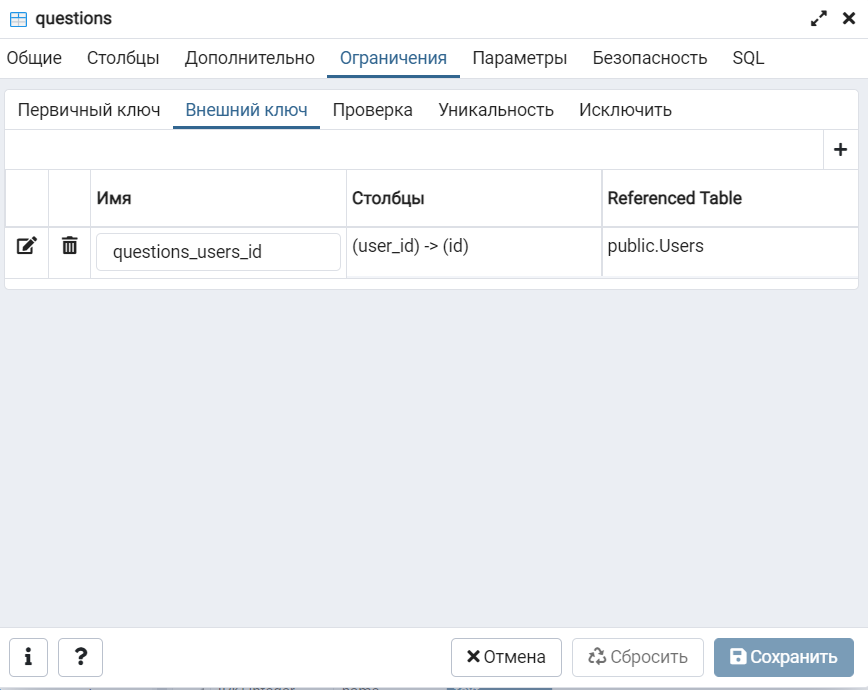 questions
Общие Столбцы Дополнительно Ограничения Параметры Безопасность SQL
Первичный ключ Внешний ключ Проверка Уникальность Исключить
Имя Столбцы Referenced Table
questions_users_id (user_id) -> (id) public.Users
Отмена Сбросить Сохранить